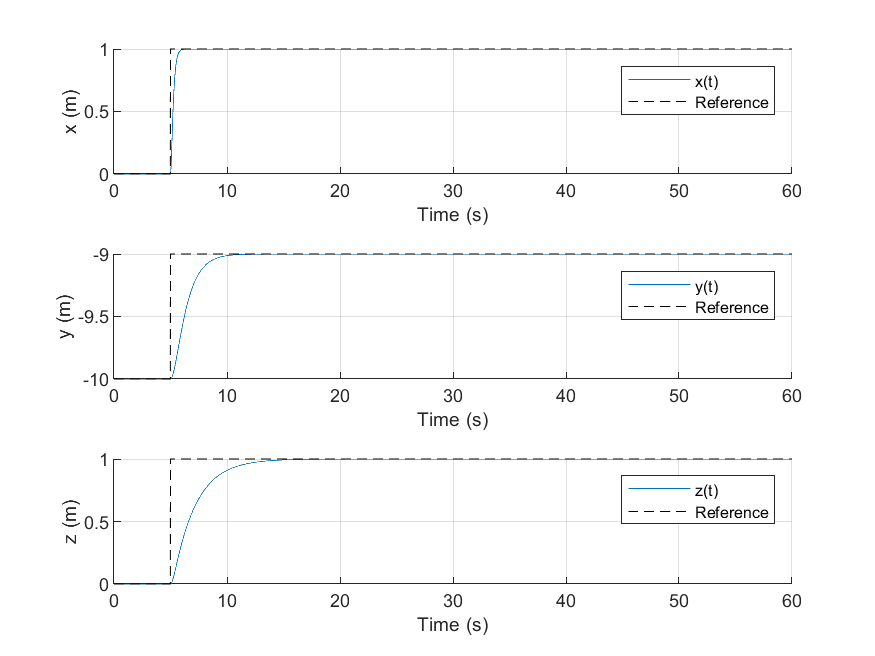 1
0.5
0
x (m)
x(t)
Reference
0 10 20 30 40 50 60
Time (s)
-9
-9.5
-10
y (m)
y(t)
Reference
0 10 20 30 40 50 60
Time (s)
1
0.5
0
z (m)
z(t)
Reference
0 10 20 30 40 50 60
Time (s)